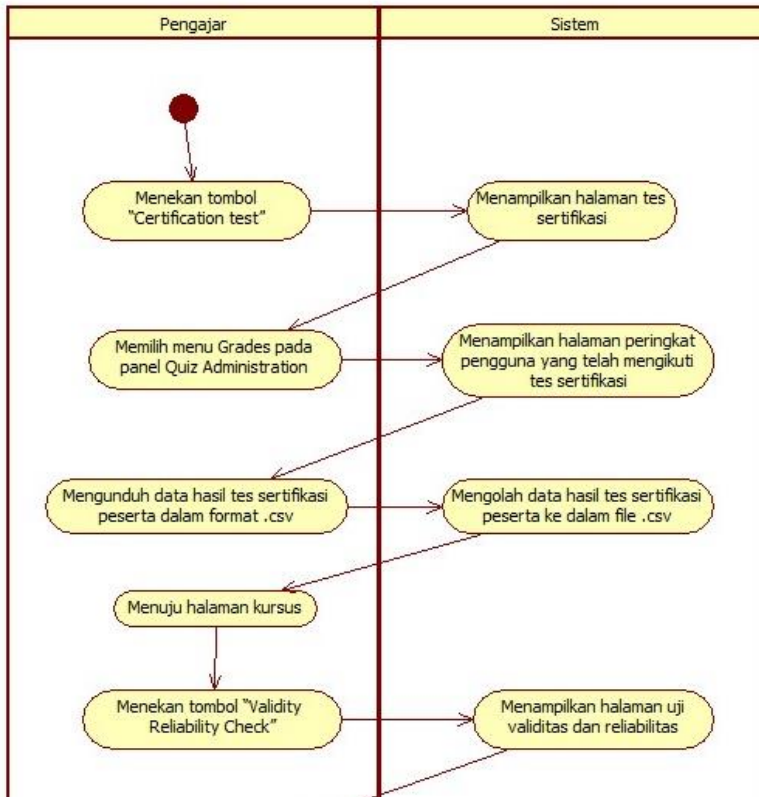 Pengajar
Sistem
Menekan tombol
"Certification test"
Menampilkan halaman tes
sertifikasi
Memilih menu Grades pada
panel Quiz Administration
Menampilkan halaman peringkat
pengguna yang telah mengikuti
tes sertifikasi
Mengunduh data hasil tes sertifikasi
peserta dalam format .csv
Mengolah data hasil tes sertifikasi
peserta ke dalam file .csv
Menuju halaman kursus
Menekan tombol "Validity
Reliability Check"
Menampilkan halaman uji
validitas dan reliabilitas